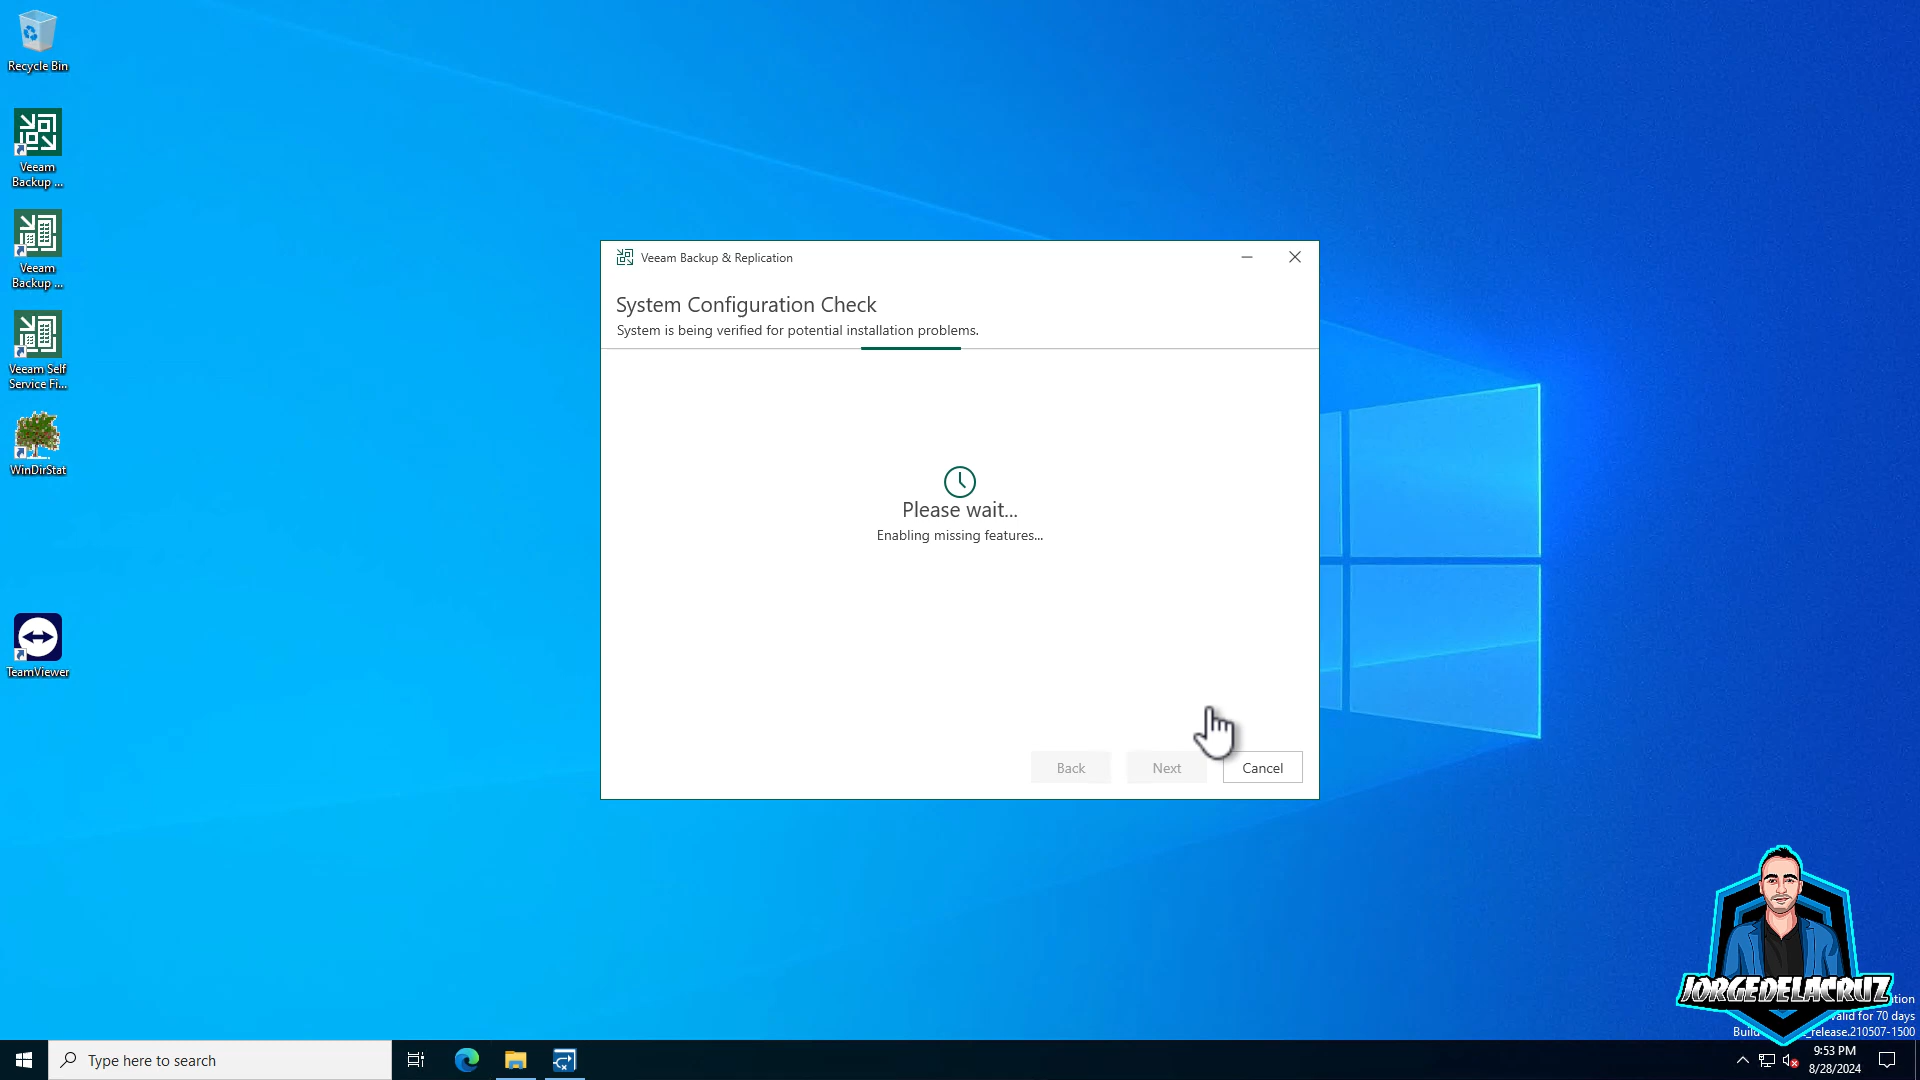 Recycle Bin
Veeam
Backup ...
Veeam
Backup ...
Veeam Self
Service Fi...
WinDirStat
TeamViewer
Veeam Backup & Replication
System Configuration Check
System is being verified for potential installation problems.
Please wait...
Enabling missing features...
Back
Next
Cancel
JORGEDELACRUZ
valid for 70 days
release.210507-1500
Type here to search
9:53 PM
8/28/2024